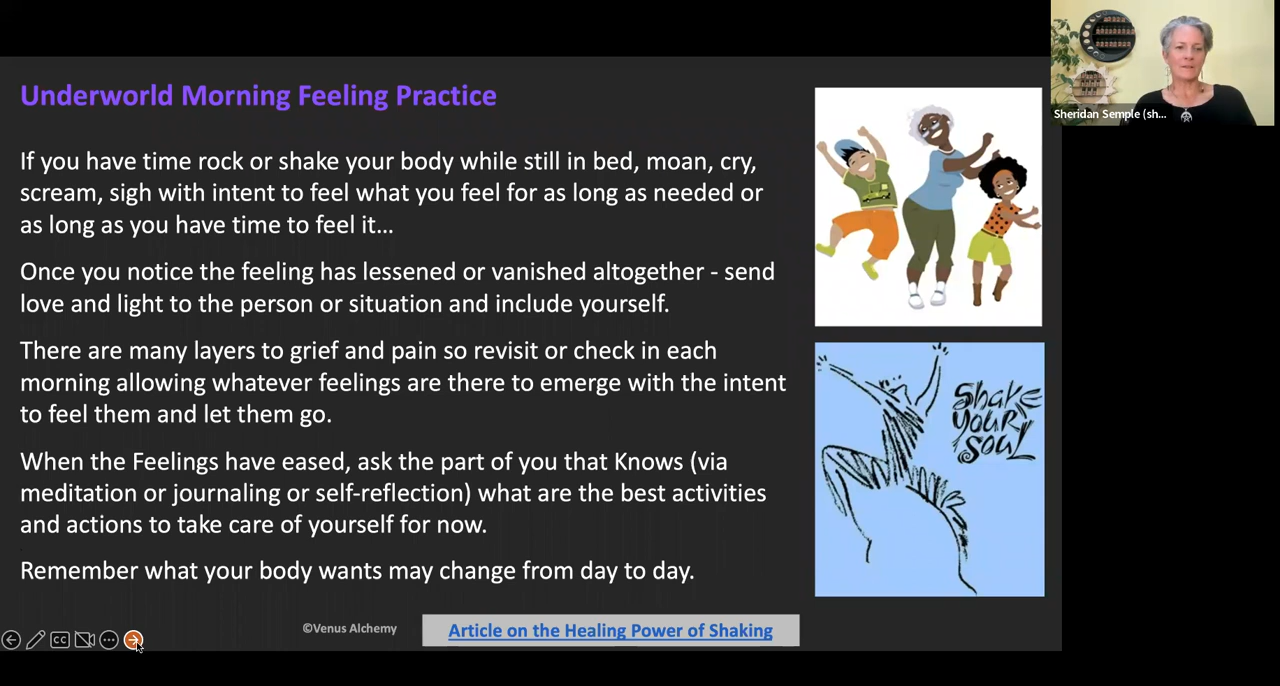 Underworld Morning Feeling Practice
If you have time rock or shake your body while still in bed, moan, cry,
scream, sigh with intent to feel what you feel for as long as needed or
as long as you have time to feel it...
Once you notice the feeling has lessened or vanished altogether - send
love and light to the person or situation and include yourself.
There are many layers to grief and pain so revisit or check in each
morning allowing whatever feelings are there to emerge with the intent
to feel them and let them go.
When the Feelings have eased, ask the part of you that Knows (via
meditation or journaling or self-reflection) what are the best activities
and actions to take care of yourself for now.
Remember what your body wants may change from day to day.
©Venus Alchemy
Article on the Healing Power of Shaking
Shake
Your
Soul
Sheridan Semple (sh...
CC